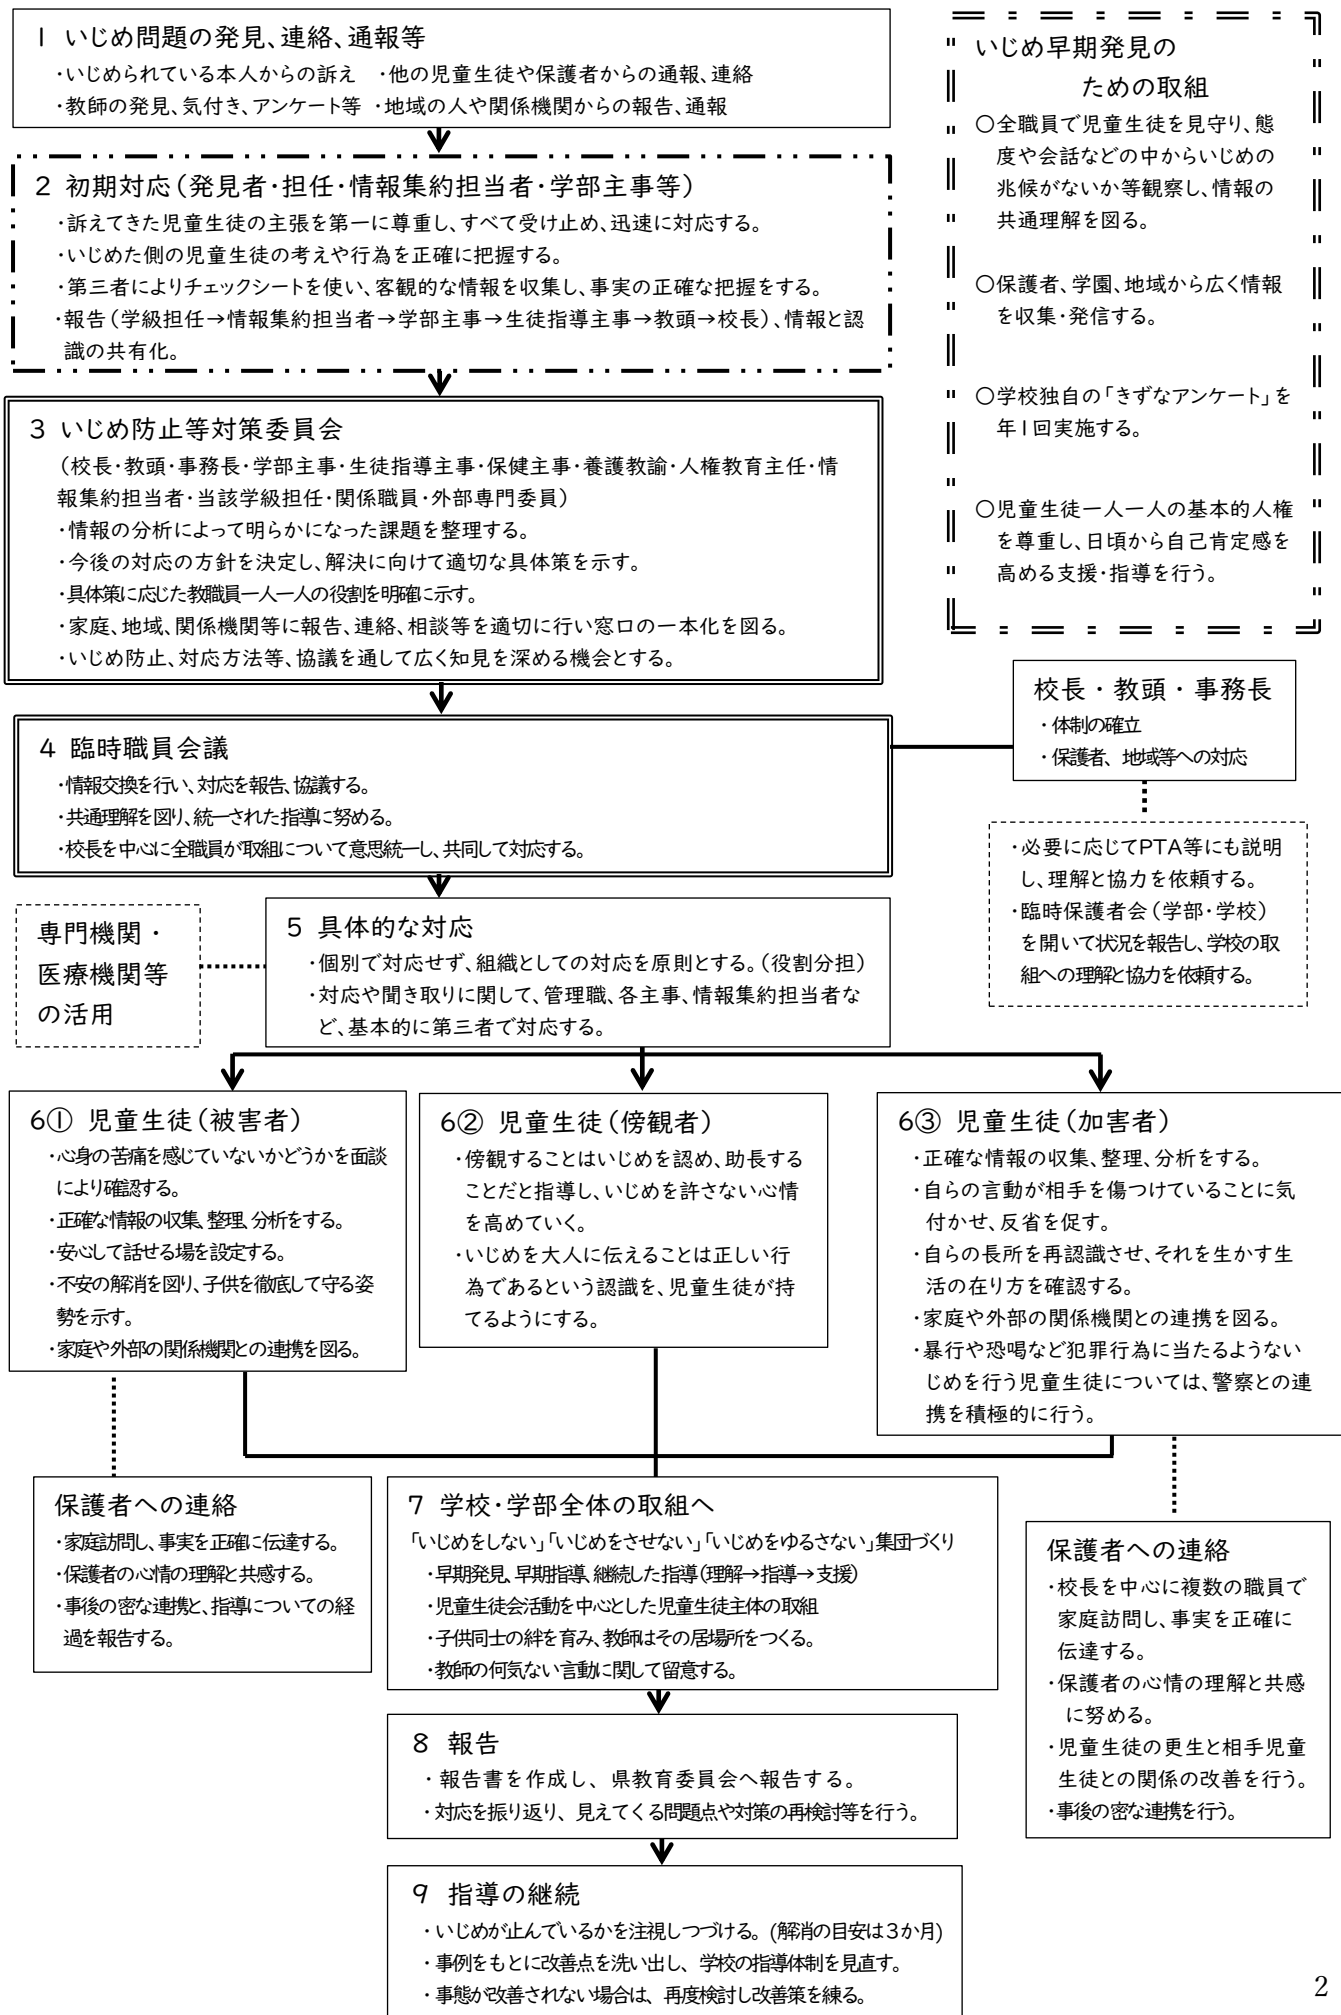 1 いじめ問題の発見、連絡、通報等
・いじめられている本人からの訴え ・他の児童生徒や保護者からの通報、連絡
・教師の発見、気付き、アンケート等 ・地域の人や関係機関からの報告、通報
いじめ早期発見の
ための取組
○全職員で児童生徒を見守り、態
度や会話などの中からいじめの
兆候がないか等観察し、情報の
共通理解を図る。
○保護者、学園、地域から広く情報
を収集・発信する。
○学校独自の「きずなアンケート」を
年1回実施する。
○児童生徒一人一人の基本的人権
を尊重し、日頃から自己肯定感を
高める支援・指導を行う。
2 初期対応(発見者・担任・情報集約担当者・学部主事等)
・訴えてきた児童生徒の主張を第一に尊重し、すべて受け止め、迅速に対応する。
・いじめた側の児童生徒の考えや行為を正確に把握する。
・第三者によりチェックシートを使い、客観的な情報を収集し、事実の正確な把握をする。
・報告(学級担任→情報集約担当者→学部主事→生徒指導主事→教頭→校長)、情報と認
識の共有化。
3 いじめ防止等対策委員会
(校長・教頭・事務長・学部主事・生徒指導主事・保健主事・養護教諭・人権教育主任・情
報集約担当者・当該学級担任・関係職員・外部専門委員)
・情報の分析によって明らかになった課題を整理する。
・今後の対応の方針を決定し、解決に向けて適切な具体策を示す。
・具体策に応じた教職員一人一人の役割を明確に示す。
・家庭、地域、関係機関等に報告、連絡、相談等を適切に行い窓口の一本化を図る。
・いじめ防止、対応方法等、協議を通して広く知見を深める機会とする。
4 臨時職員会議
・情報交換を行い、対応を報告、協議する。
・共通理解を図り、統一された指導に努める。
・校長を中心に全職員が取組について意思統一し、共同して対応する。
校長・教頭・事務長
・体制の確立
・保護者、地域等への対応
・必要に応じてPTA等にも説明
し、理解と協力を依頼する。
・臨時保護者会(学部・学校)
を開いて状況を報告し、学校の取
組への理解と協力を依頼する。
専門機関・
医療機関等
の活用
5 具体的な対応
・個別で対応せず、組織としての対応を原則とする。(役割分担)
・対応や聞き取りに関して、管理職、各主事、情報集約担当者な
ど、基本的に第三者で対応する。
6① 児童生徒(被害者)
・心身の苦痛を感じていないかどうかを面談
により確認する。
・正確な情報の収集、整理、分析をする。
・安心して話せる場を設定する。
・不安の解消を図り、子供を徹底して守る姿
勢を示す。
・家庭や外部の関係機関との連携を図る。
6② 児童生徒(傍観者)
・傍観することはいじめを認め、助長する
ことだと指導し、いじめを許さない心情
を高めていく。
・いじめを大人に伝えることは正しい行
為であるという認識を、児童生徒が持
てるようにする。
6③ 児童生徒(加害者)
・正確な情報の収集、整理、分析をする。
・自らの言動が相手を傷つけていることに気
付かせ、反省を促す。
・自らの長所を再認識させ、それを生かす生
活の在り方を確認する。
・家庭や外部の関係機関との連携を図る。
・暴行や恐喝など犯罪行為に当たるようない
じめを行う児童生徒については、警察との連
携を積極的に行う。
保護者への連絡
・家庭訪問し、事実を正確に伝達する。
・保護者の心情の理解と共感する。
・事後の密な連携と、指導についての経
過を報告する。
7 学校・学部全体の取組へ
「いじめをしない」「いじめをさせない」「いじめをゆるさない」集団づくり
・早期発見、早期指導、継続した指導(理解→指導→支援)
・児童生徒会活動を中心とした児童生徒主体の取組
・子供同士の絆を育み、教師はその居場所をつくる。
・教師の何気ない言動に関して留意する。
保護者への連絡
・校長を中心に複数の職員で
家庭訪問し、事実を正確に
伝達する。
・保護者の心情の理解と共感
に努める。
・児童生徒の更生と相手児童
生徒との関係の改善を行う。
・事後の密な連携を行う。
8 報告
・報告書を作成し、県教育委員会へ報告する。
・対応を振り返り、見えてくる問題点や対策の再検討等を行う。
9 指導の継続
・いじめが止んでいるかを注視しつづける。(解消の目安は3か月)
・事例をもとに改善点を洗い出し、学校の指導体制を見直す。
・事態が改善されない場合は、再度検討し改善策を練る。
2